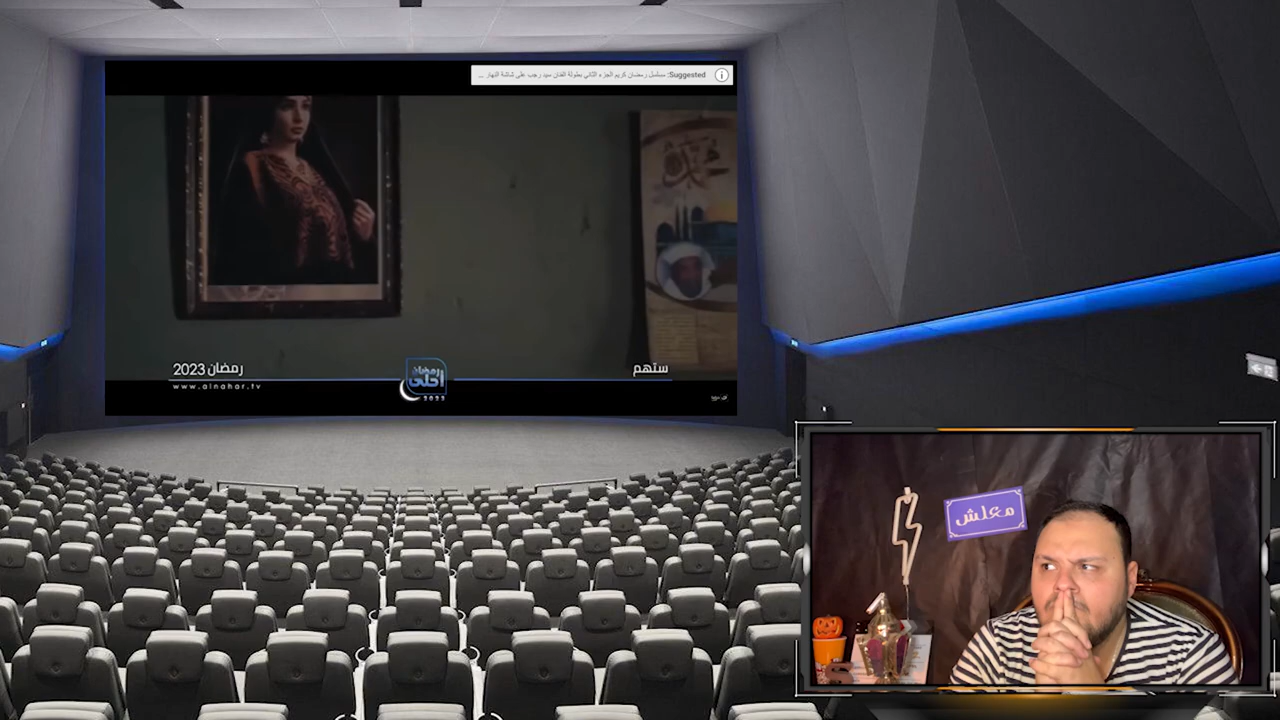 Suggested: مسلسل رمضان كريم الجزء الثاني بطولة الفنان سيد رجب على شاشة النهار ...
محمد
رمضان 2023
www.alnahar.tv
رمضان
أحلى
2023
ستهم
معلش